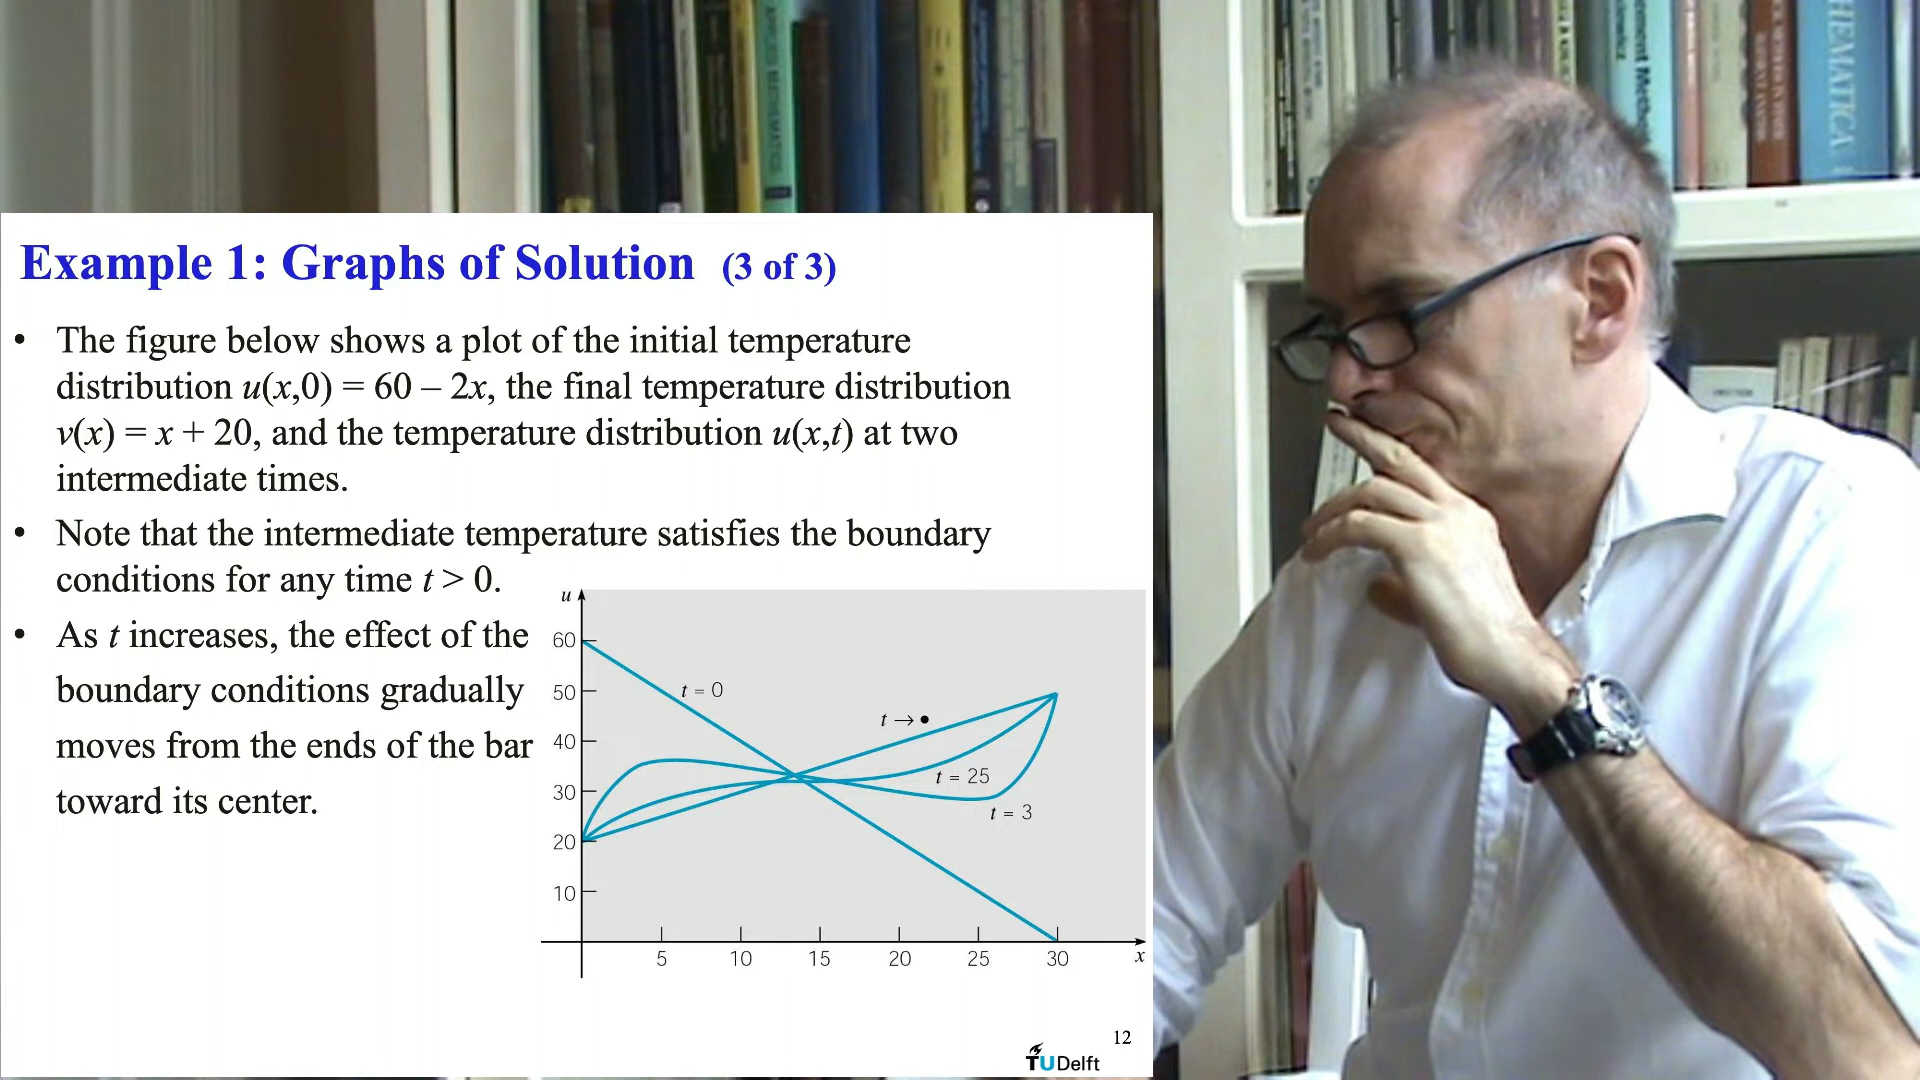 HEMATICA
Example 1: Graphs of Solution (3 of 3)
• The figure below shows a plot of the initial temperature
distribution u(x,0) = 60 – 2x, the final temperature distribution
v(x) = x + 20, and the temperature distribution u(x,t) at two
intermediate times.
• Note that the intermediate temperature satisfies the boundary
conditions for any time t > 0.
• As t increases, the effect of the
boundary conditions gradually
moves from the ends of the bar
toward its center.
u
60
50
40
30
20
10
t = 0
t → •
t = 25
t = 3
5 10 15 20 25 30 x
12
TU Delft